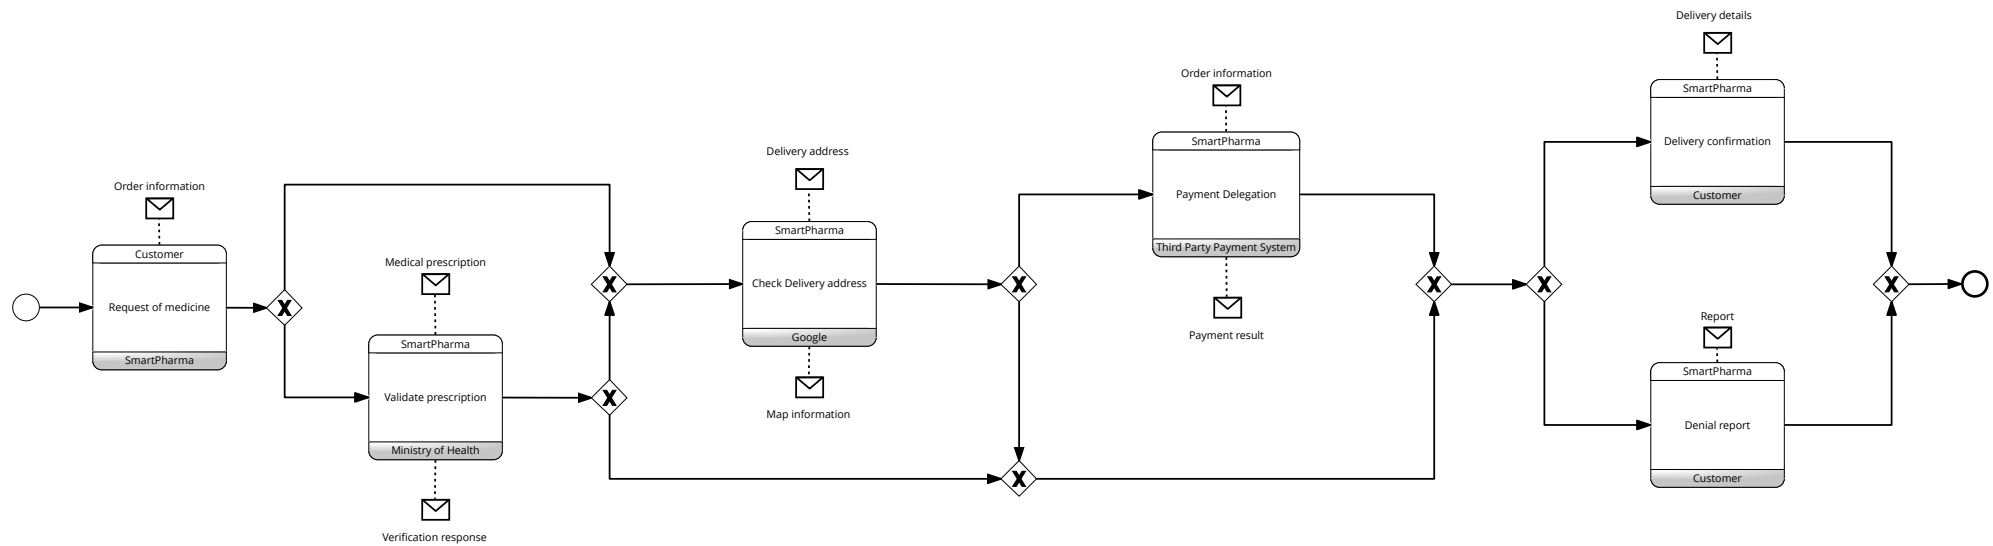 Order information
Customer
Request of medicine
SmartPharma
Medical prescription
SmartPharma
Validate prescription
Ministry of Health
Verification response
Delivery address
SmartPharma
Check Delivery address
Google
Map information
Order information
SmartPharma
Payment Delegation
Third Party Payment System
Payment result
Delivery details
SmartPharma
Delivery confirmation
Customer
Report
SmartPharma
Denial report
Customer